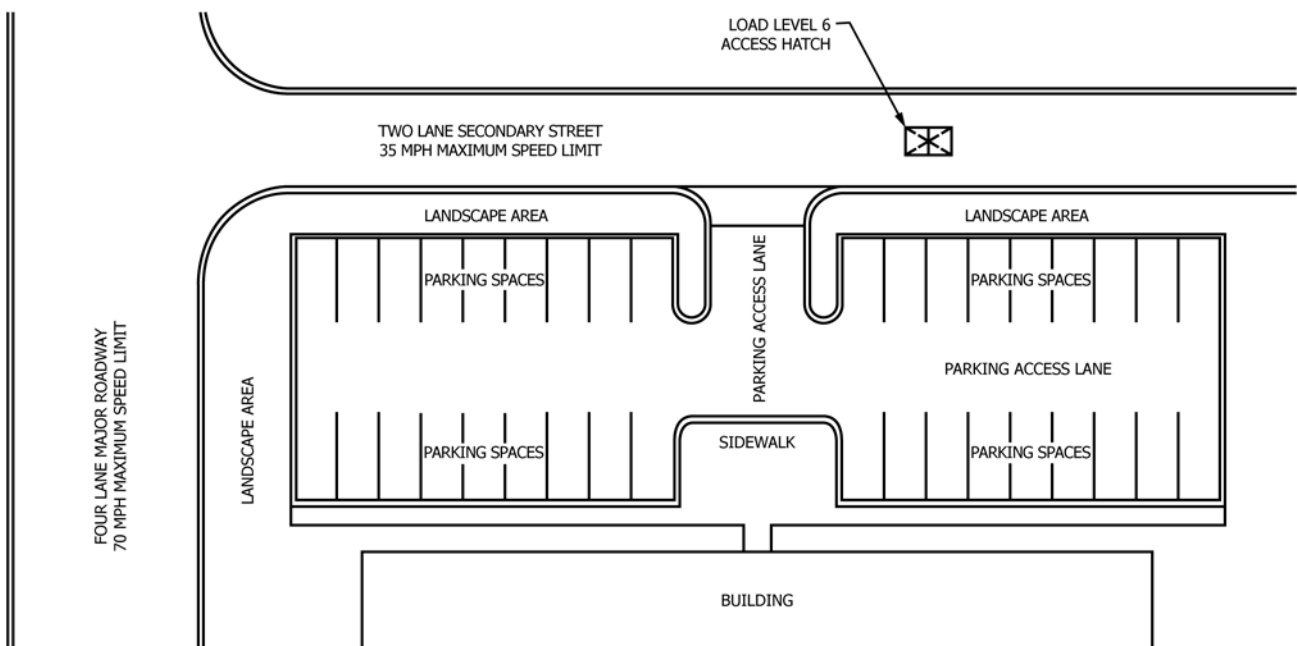 LOAD LEVEL 6
ACCESS HATCH
TWO LANE SECONDARY STREET
35 MPH MAXIMUM SPEED LIMIT
LANDSCAPE AREA
LANDSCAPE AREA
PARKING SPACES
PARKING ACCESS LANE
PARKING SPACES
FOUR LANE MAJOR ROADWAY
70 MPH MAXIMUM SPEED LIMIT
LANDSCAPE AREA
PARKING ACCESS LANE
PARKING SPACES
SIDEWALK
PARKING SPACES
BUILDING